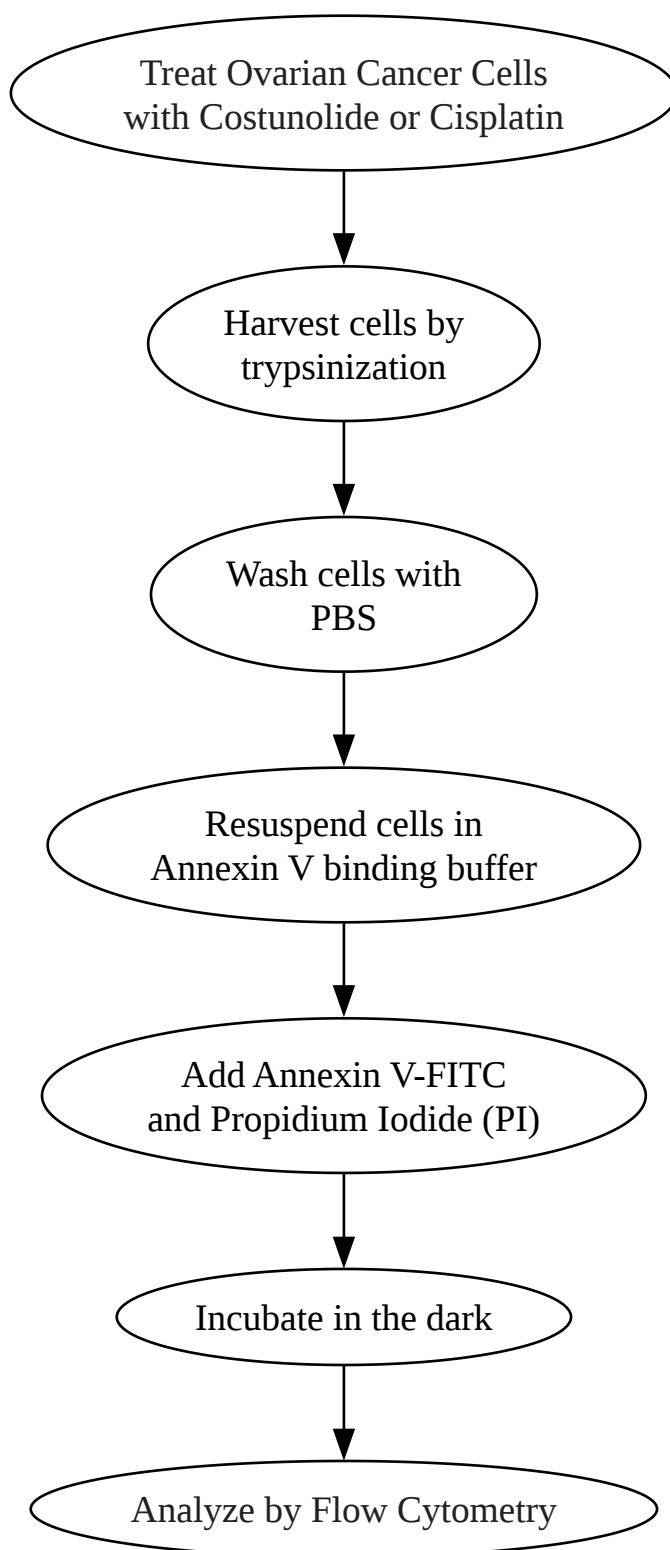 Treat Ovarian Cancer Cells
with Costunolide or Cisplatin
Harvest cells by
trypsinization
Wash cells with
PBS
Resuspend cells in
Annexin V binding buffer
Add Annexin V-FITC
and Propidium Iodide (PI)
Incubate in the dark
Analyze by Flow Cytometry